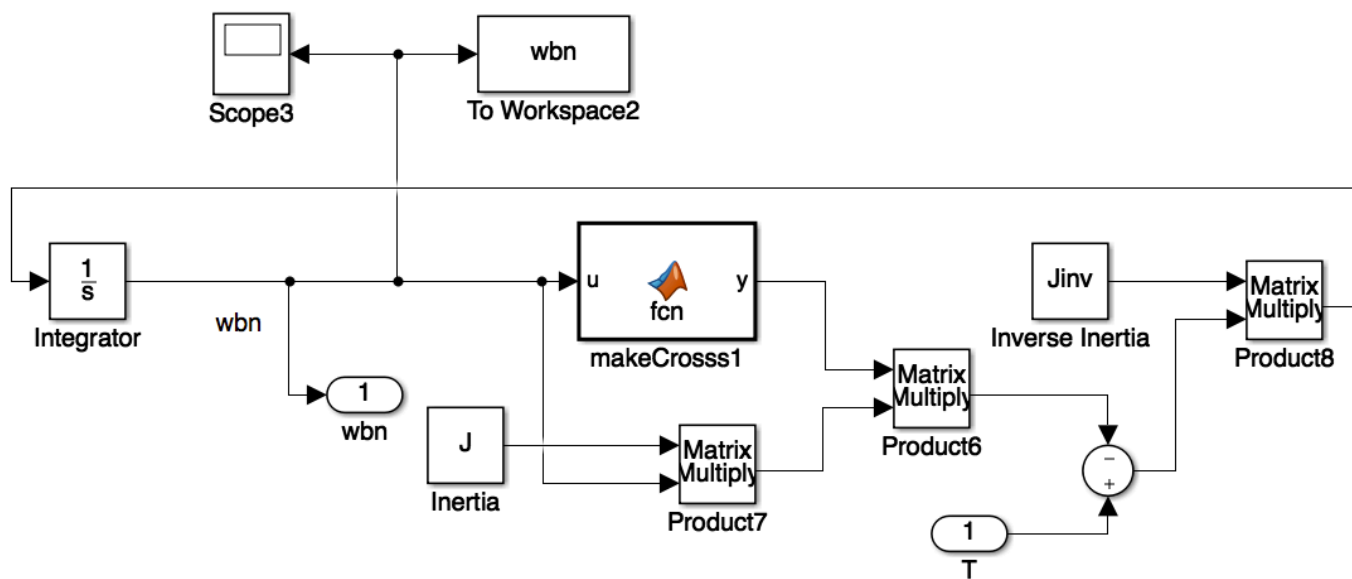 wbn
Scope3
To Workspace2
1
s
Integrator
wbn
u
fcn
y
makeCrosss1
Jinv
Inverse Inertia
Matrix
Multiply
Product8
1
wbn
J
Inertia
Matrix
Multiply
Product7
Matrix
Multiply
Product6
−
+
1
T